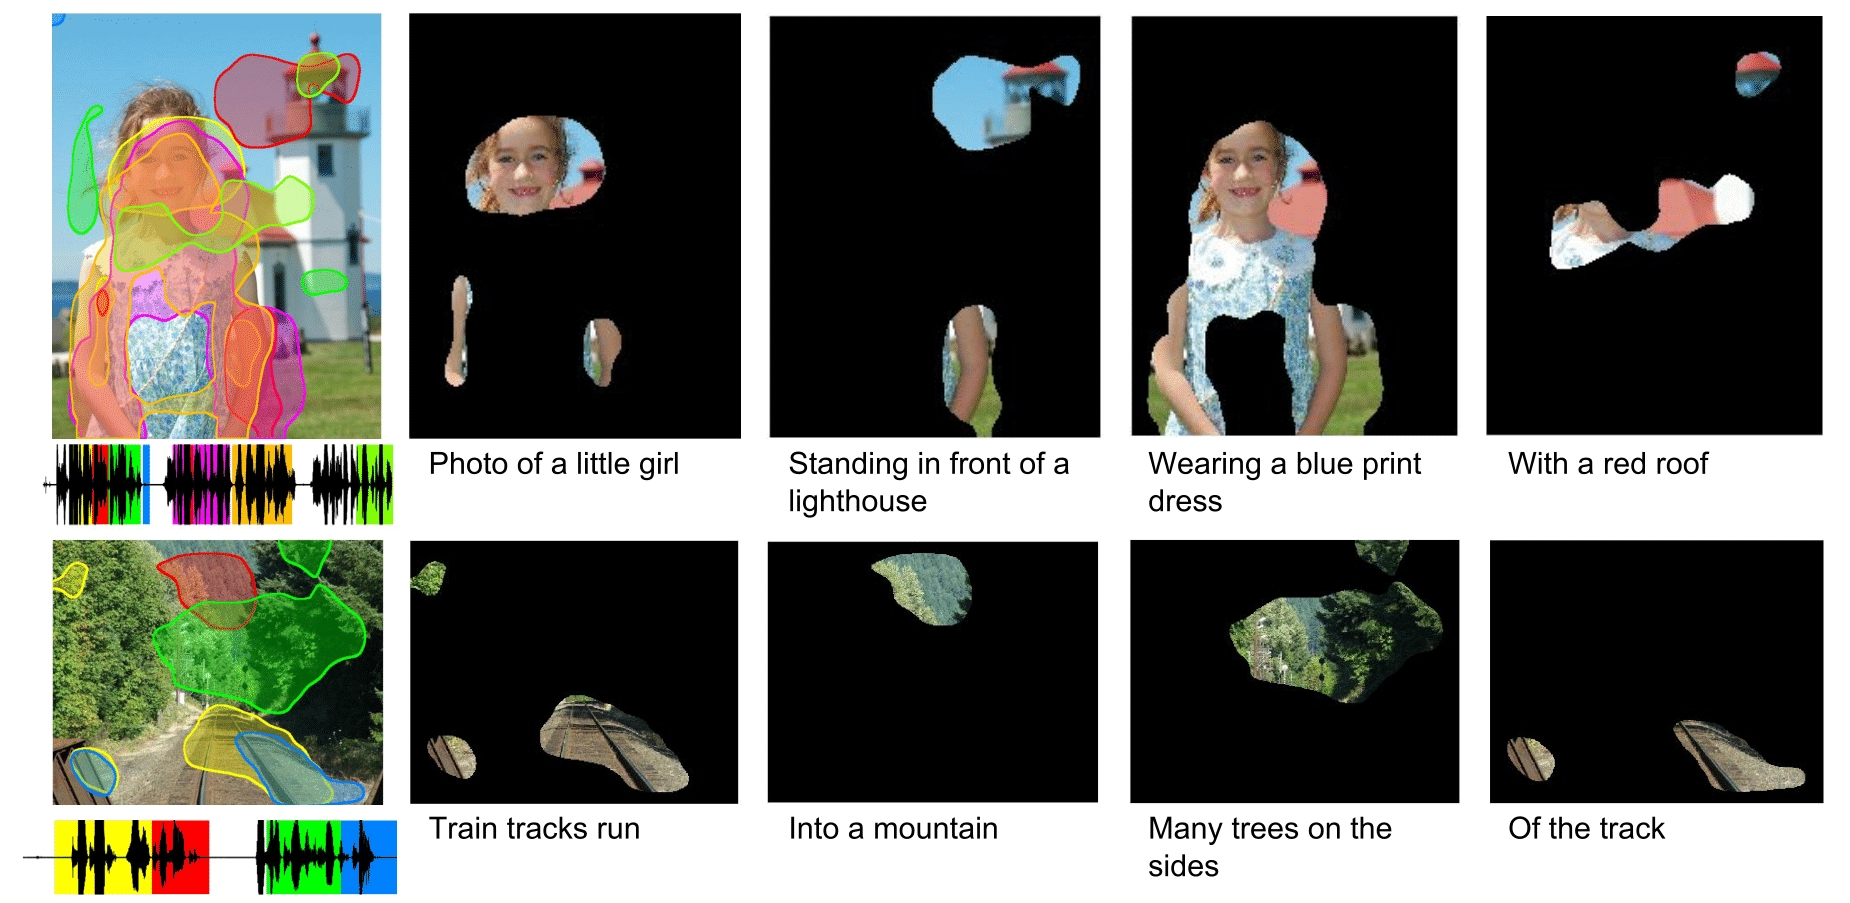 Photo of a little girl
Standing in front of a
lighthouse
Wearing a blue print
dress
With a red roof
Train tracks run
Into a mountain
Many trees on the
sides
Of the track